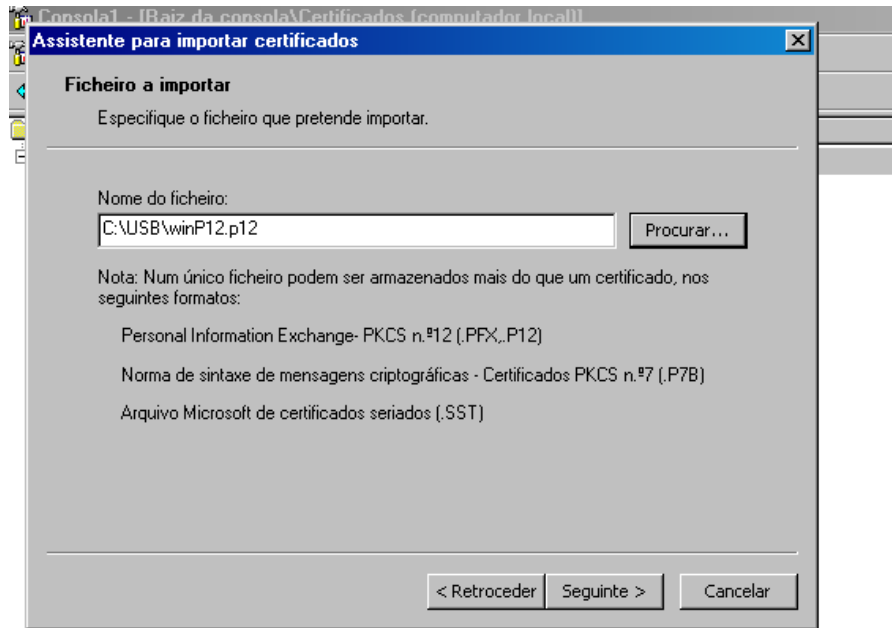 Consola1 - [Raiz da consola\Certificados (computador local)]
Assistente para importar certificados
Ficheiro a importar
Especifique o ficheiro que pretende importar.
Nome do ficheiro:
C:\USB\winP12.p12
Procurar...
Nota: Num único ficheiro podem ser armazenados mais do que um certificado, nos
seguintes formatos:
Personal Information Exchange- PKCS n.º12 (.PFX,.P12)
Norma de sintaxe de mensagens criptográficas - Certificados PKCS n.º7 (.P7B)
Arquivo Microsoft de certificados seriados (.SST)
< Retroceder
Seguinte >
Cancelar